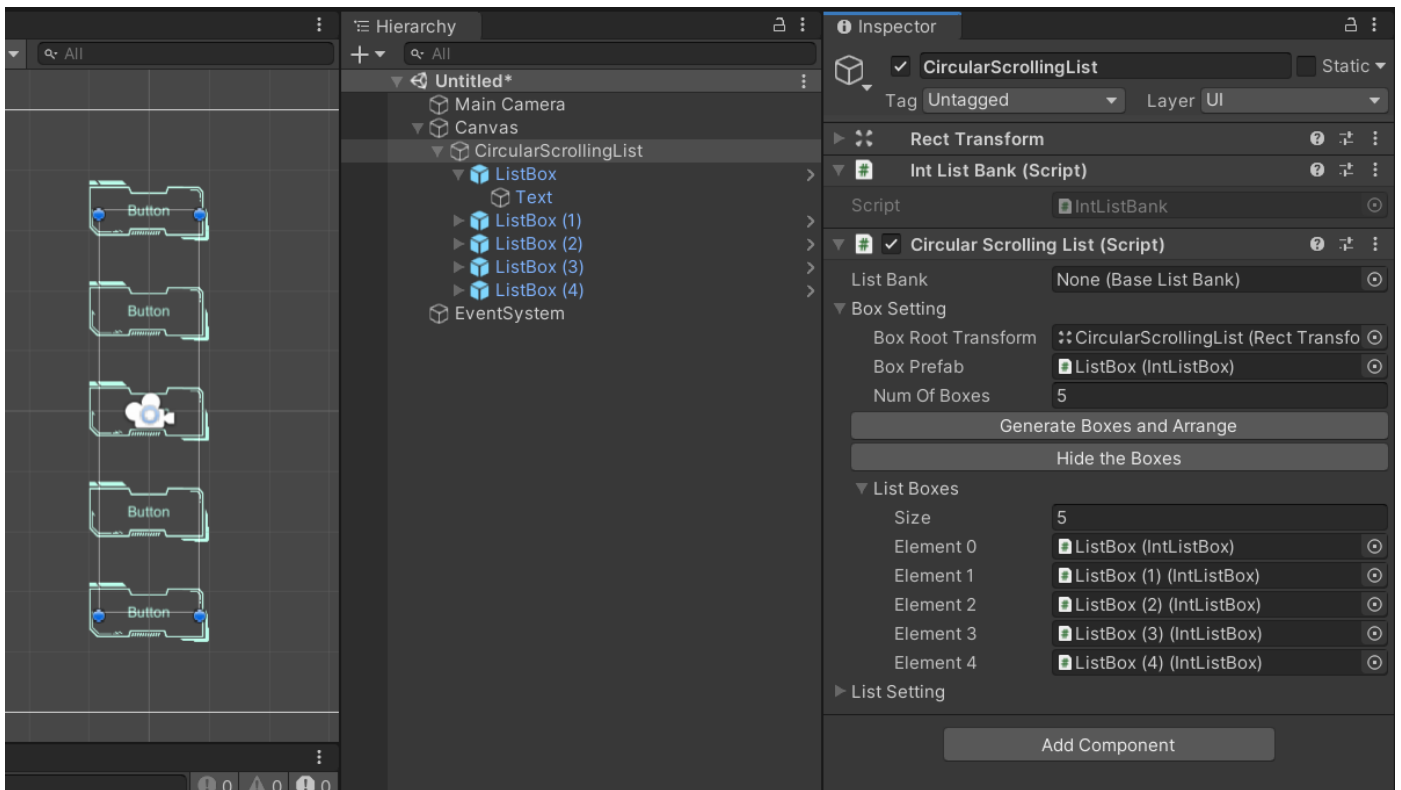 All
Button
Button
Button
Button
0
0
0
Hierarchy
All
Untitled*
Main Camera
Canvas
CircularScrollingList
ListBox
Text
ListBox (1)
ListBox (2)
ListBox (3)
ListBox (4)
EventSystem
Inspector
CircularScrollingList
Static
Tag Untagged Layer UI
Rect Transform
Int List Bank (Script)
Script IntListBank
Circular Scrolling List (Script)
List Bank None (Base List Bank)
Box Setting
Box Root Transform CircularScrollingList (Rect Transfo
Box Prefab ListBox (IntListBox)
Num Of Boxes 5
Generate Boxes and Arrange
Hide the Boxes
List Boxes
Size 5
Element 0 ListBox (IntListBox)
Element 1 ListBox (1) (IntListBox)
Element 2 ListBox (2) (IntListBox)
Element 3 ListBox (3) (IntListBox)
Element 4 ListBox (4) (IntListBox)
List Setting
Add Component